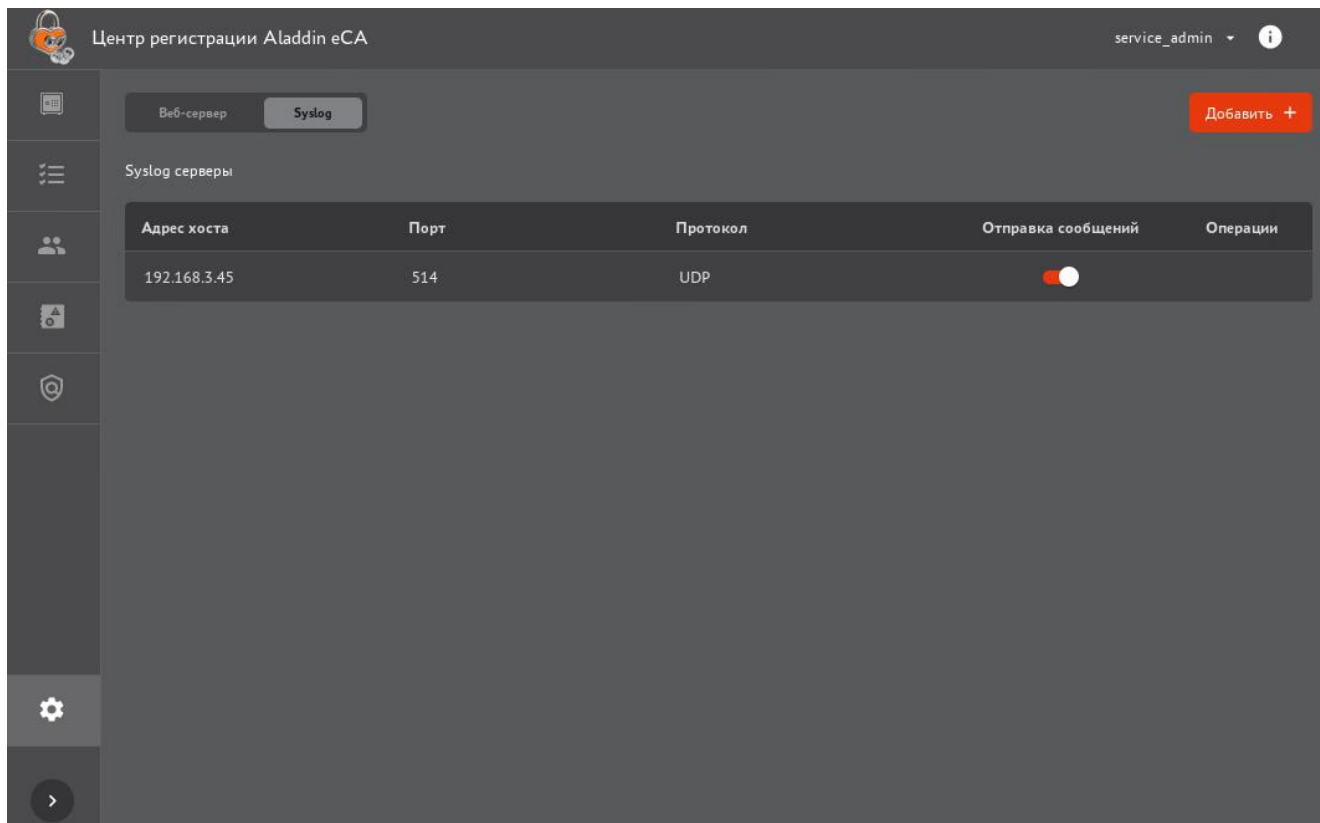 Центр регистрации Aladdin eCA
service_admin
Веб-сервер Syslog Добавить +
Syslog серверы
Адрес хоста Порт Протокол Отправка сообщений Операции
192.168.3.45 514 UDP